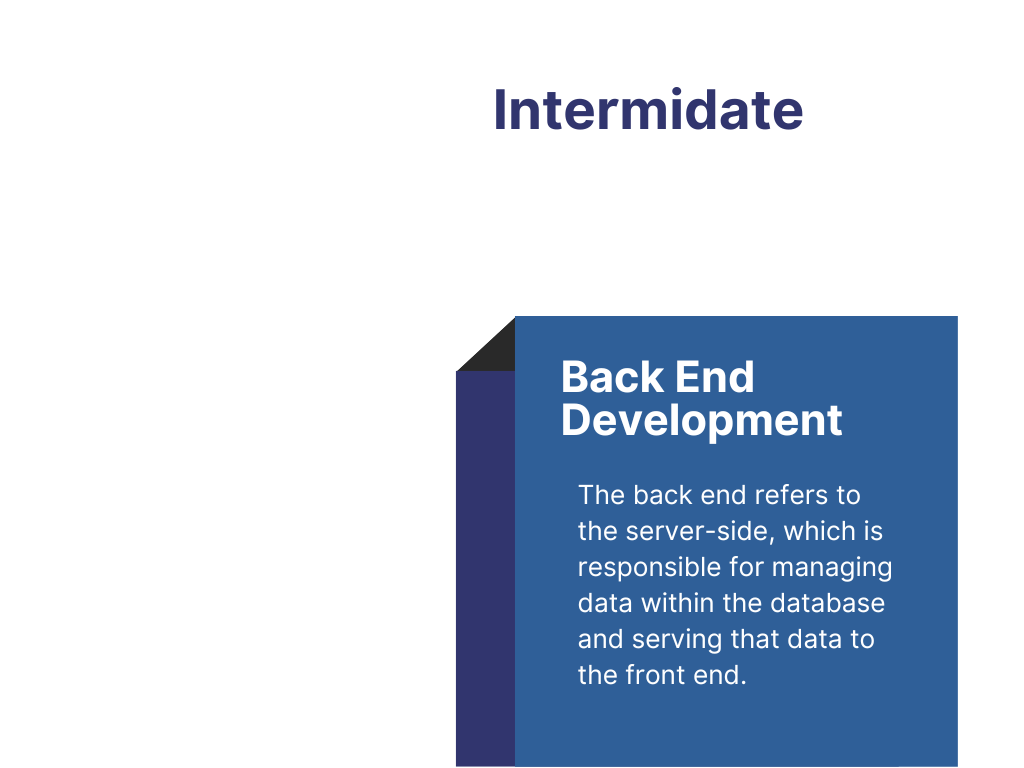 Intermidate
Back End
Development
The back end refers to
the server-side, which is
responsible for managing
data within the database
and serving that data to
the front end.